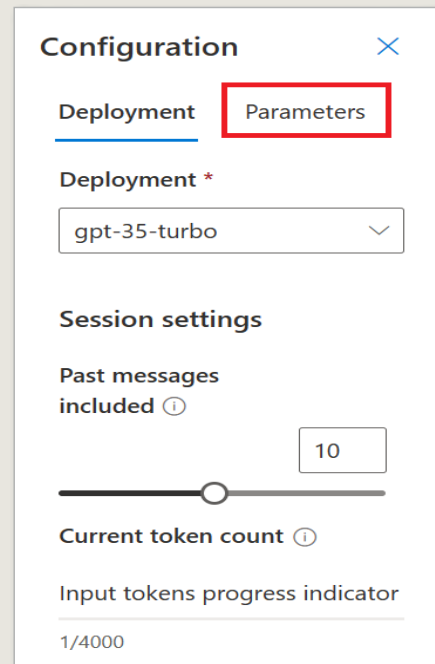 Configuration
Deployment Parameters
Deployment *
gpt-35-turbo
Session settings
Past messages
included
10
Current token count
Input tokens progress indicator
1/4000